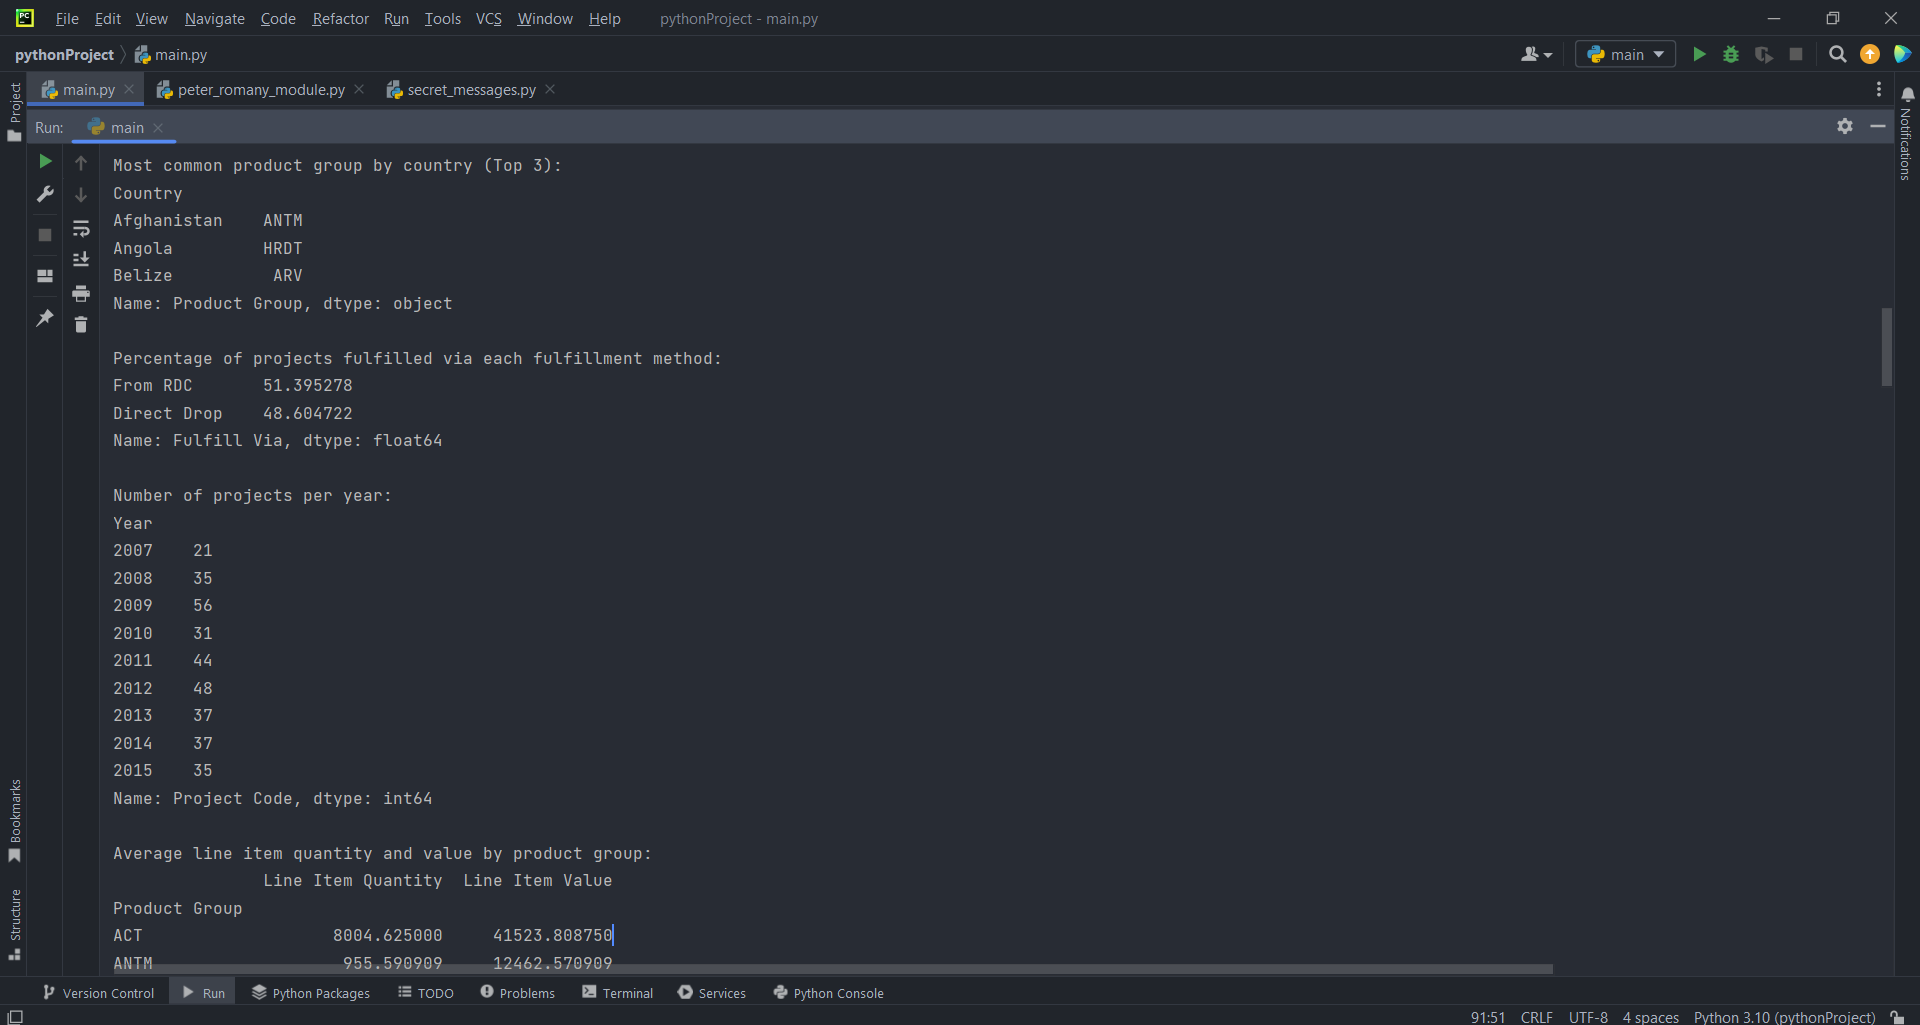 File Edit View Navigate Code Refactor Run Tools VCS Window Help pythonProject - main.py
pythonProject main.py main
main.py peter_romany_module.py secret_messages.py
Run: main
Project
Notifications
Most common product group by country (Top 3):
Country
Afghanistan    ANTM
Angola         HRDT
Belize          ARV
Name: Product Group, dtype: object
Percentage of projects fulfilled via each fulfillment method:
From RDC       51.395278
Direct Drop    48.604722
Name: Fulfill Via, dtype: float64
Number of projects per year:
Year
2007    21
2008    35
2009    56
2010    31
2011    44
2012    48
2013    37
2014    37
2015    35
Name: Project Code, dtype: int64
Average line item quantity and value by product group:
Line Item Quantity  Line Item Value
Product Group
ACT                   8004.625000     41523.808750
ANTM                   955.590909     12462.570909
Bookmarks
Structure
Version Control Run Python Packages TODO Problems Terminal Services Python Console
91:51 CRLF UTF-8 4 spaces Python 3.10 (pythonProject)